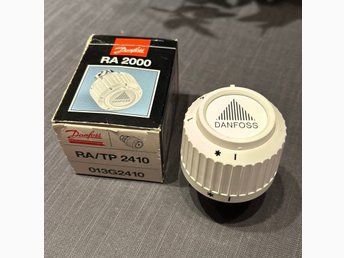 Danfoss
RA 2000
Danfoss
RA/TP 2410
013G2410
DANFOSS